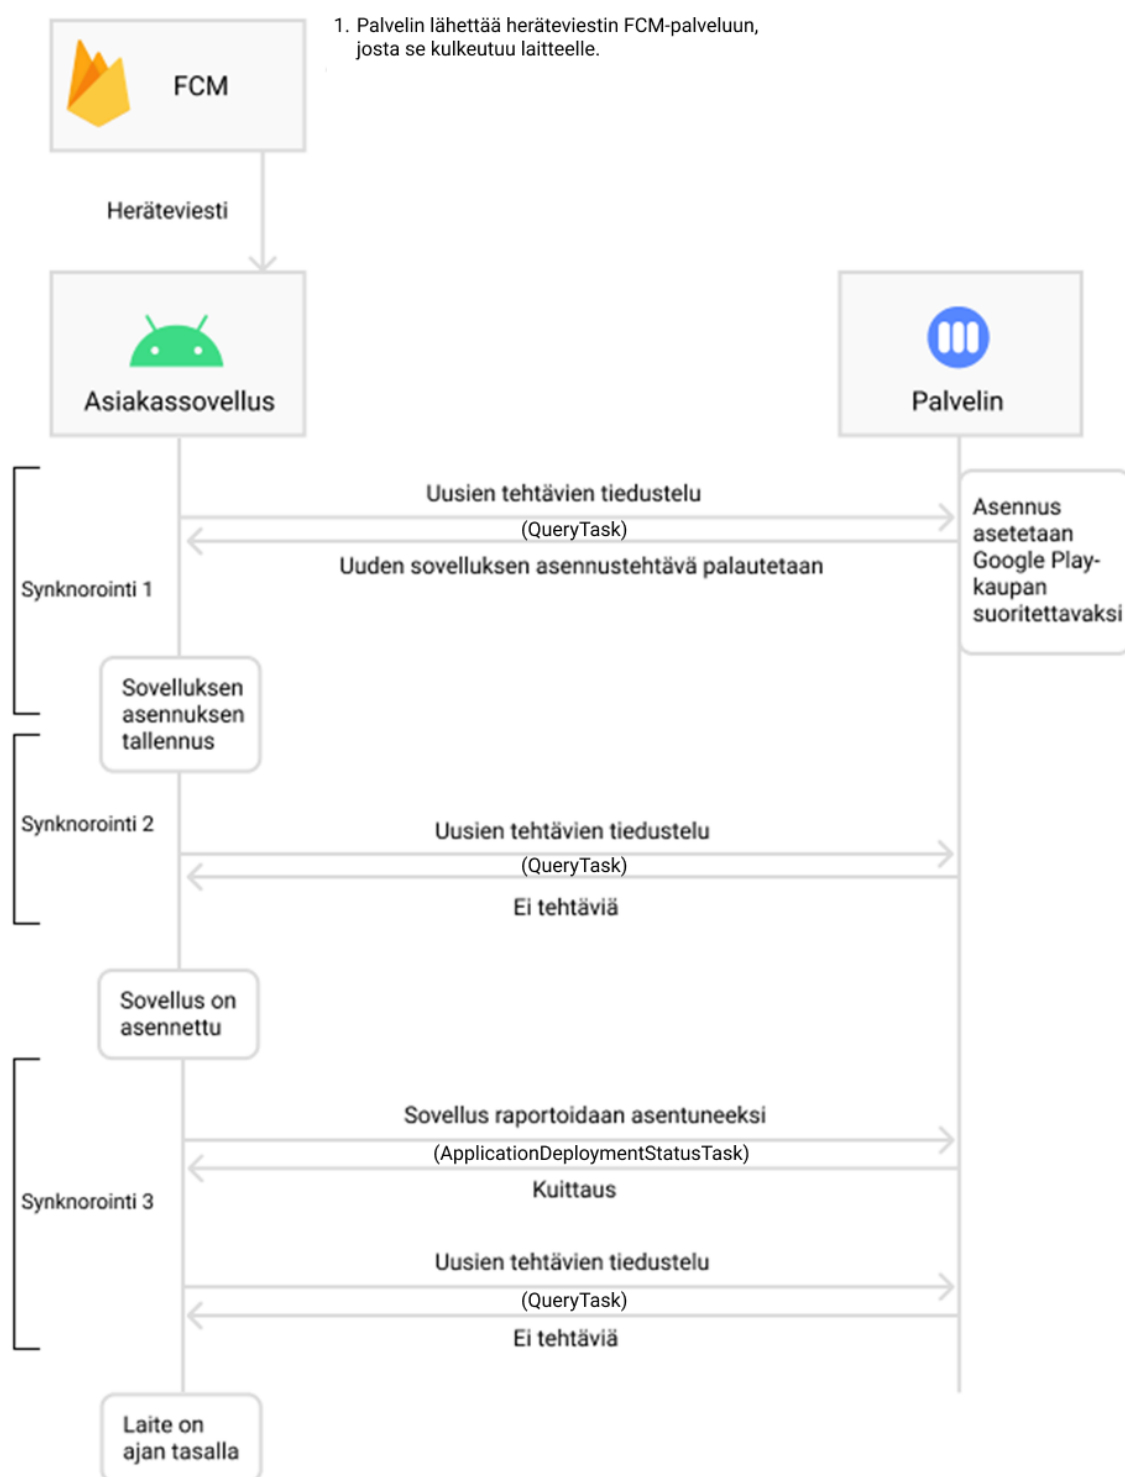 1. Palvelin lähettää heräteviestin FCM-palveluun,
josta se kulkeutuu laitteelle.
FCM
Heräteviesti
Asiakassovellus
Palvelin
Synknorointi 1
Uusien tehtävien tiedustelu
(QueryTask)
Uuden sovelluksen asennustehtävä palautetaan
Asennus
asetetaan
Google Play-
kaupan
suoritettavaksi
Sovelluksen
asennuksen
tallennus
Synknorointi 2
Uusien tehtävien tiedustelu
(QueryTask)
Ei tehtäviä
Sovellus on
asennettu
Synknorointi 3
Sovellus raportoidaan asentuneeksi
(ApplicationDeploymentStatusTask)
Kuittaus
Uusien tehtävien tiedustelu
(QueryTask)
Ei tehtäviä
Laite on
ajan tasalla